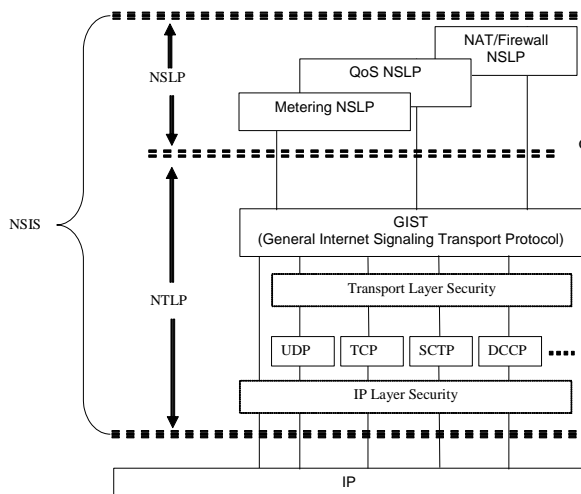 NAT/Firewall
NSLP
QoS NSLP
NSLP
Metering NSLP
NSIS
GIST
(General Internet Signaling Transport Protocol)
NTLP
Transport Layer Security
UDP TCP SCTP DCCP
IP Layer Security
IP